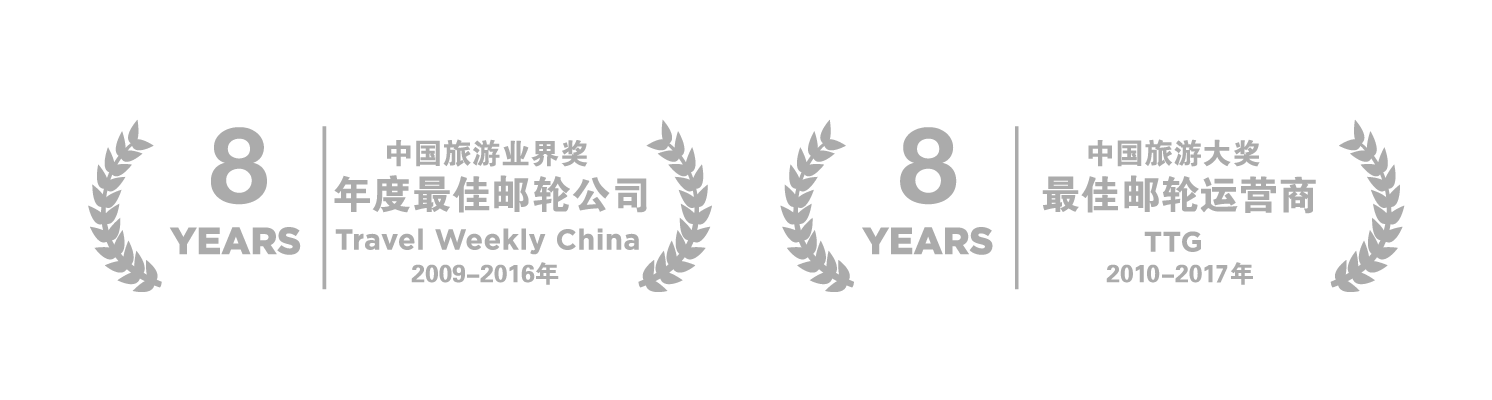 8
YEARS
中国旅游业界奖
年度最佳邮轮公司
Travel Weekly China
2009–2016年
8
YEARS
中国旅游大奖
最佳邮轮运营商
TTG
2010–2017年